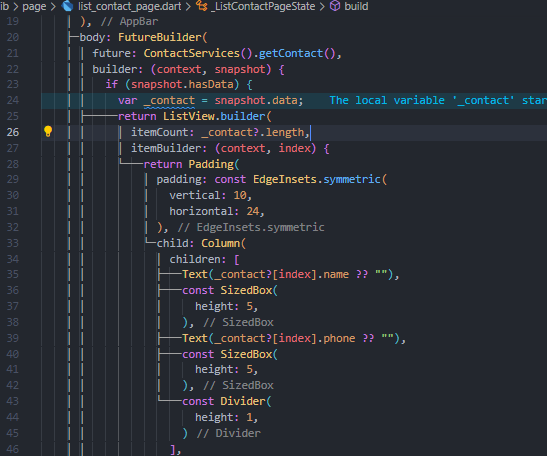 ib > page > list_contact_page.dart > _ListContactPageState > build
19 ), // AppBar
20 body: FutureBuilder(
21 future: ContactServices().getContact(),
22 builder: (context, snapshot) {
23 if (snapshot.hasData) {
24 var _contact = snapshot.data; The local variable '_contact' star
25 return ListView.builder(
26 itemCount: _contact?.length,
27 itemBuilder: (context, index) {
28 return Padding(
29 padding: const EdgeInsets.symmetric(
30 vertical: 10,
31 horizontal: 24,
32 ), // EdgeInsets.symmetric
33 child: Column(
34 children: [
35 Text(_contact?[index].name ?? ""),
36 const SizedBox(
37 height: 5,
38 ), // SizedBox
39 Text(_contact?[index].phone ?? ""),
40 const SizedBox(
41 height: 5,
42 ), // SizedBox
43 const Divider(
44 height: 1,
45 ) // Divider
46 ],